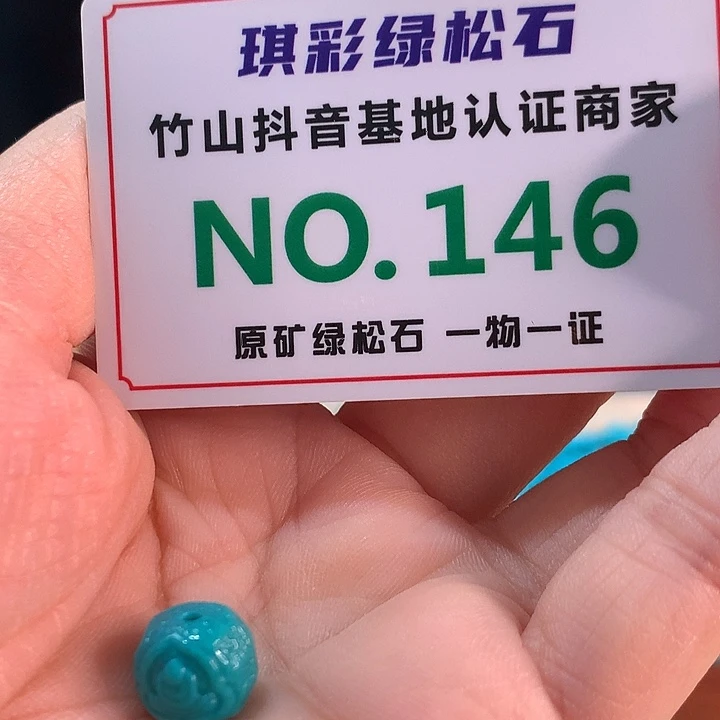 琪彩绿松石
竹山抖音基地认证商家
NO.146
原矿绿松石 一物一证